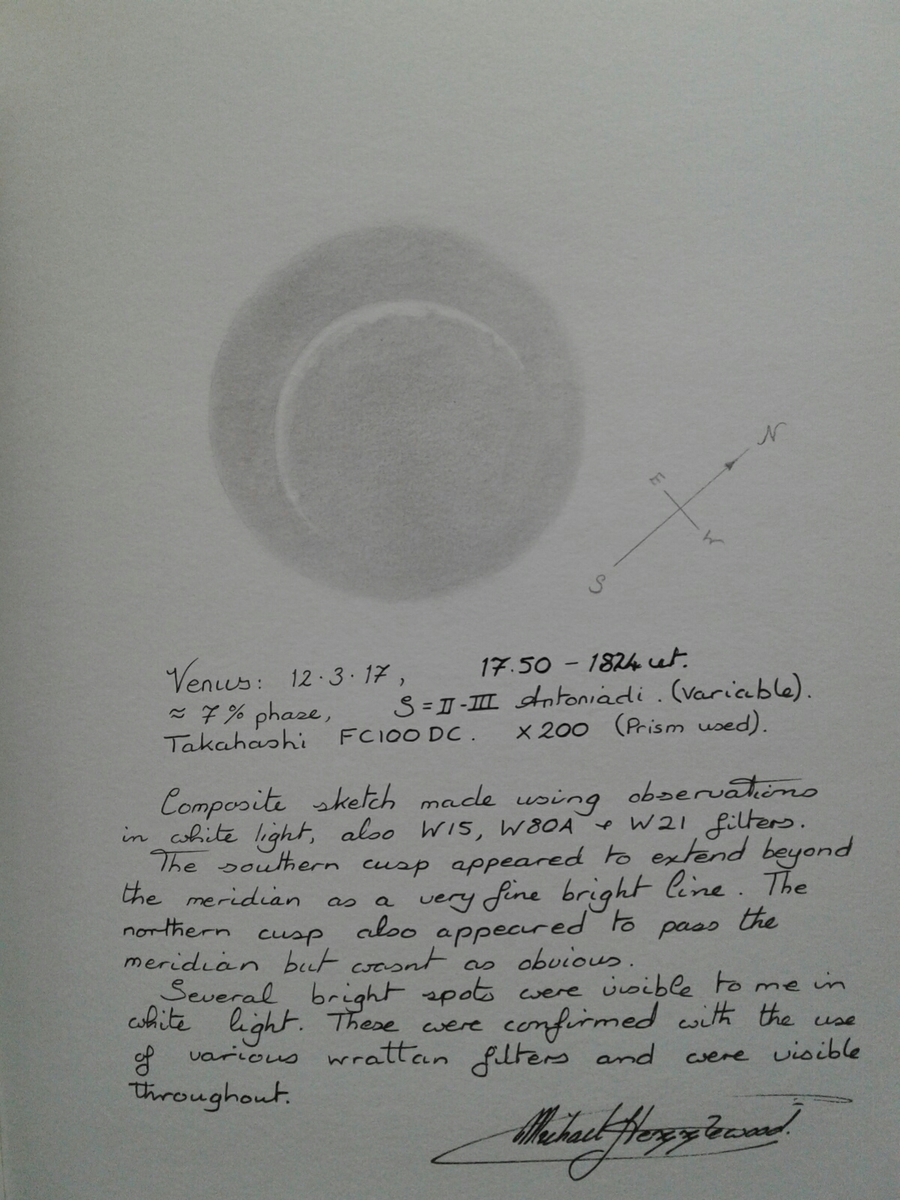 N
E
W
S
Venus: 12.3.17, 17.50 - 1824 ut.
≈ 7% phase, S = II-III Antoniadi. (Variable).
Takahashi FC100 DC. x200 (Prism used).
Composite sketch made using observations
in white light, also W15, W80A + W21 filters.
The southern cusp appeared to extend beyond
the meridian as a very fine bright line. The
northern cusp also appeared to pass the
meridian but wasnt as obvious.
Several bright spots were visible to me in
white light. These were confirmed with the use
of various wrattan filters and were visible
throughout.
Michael